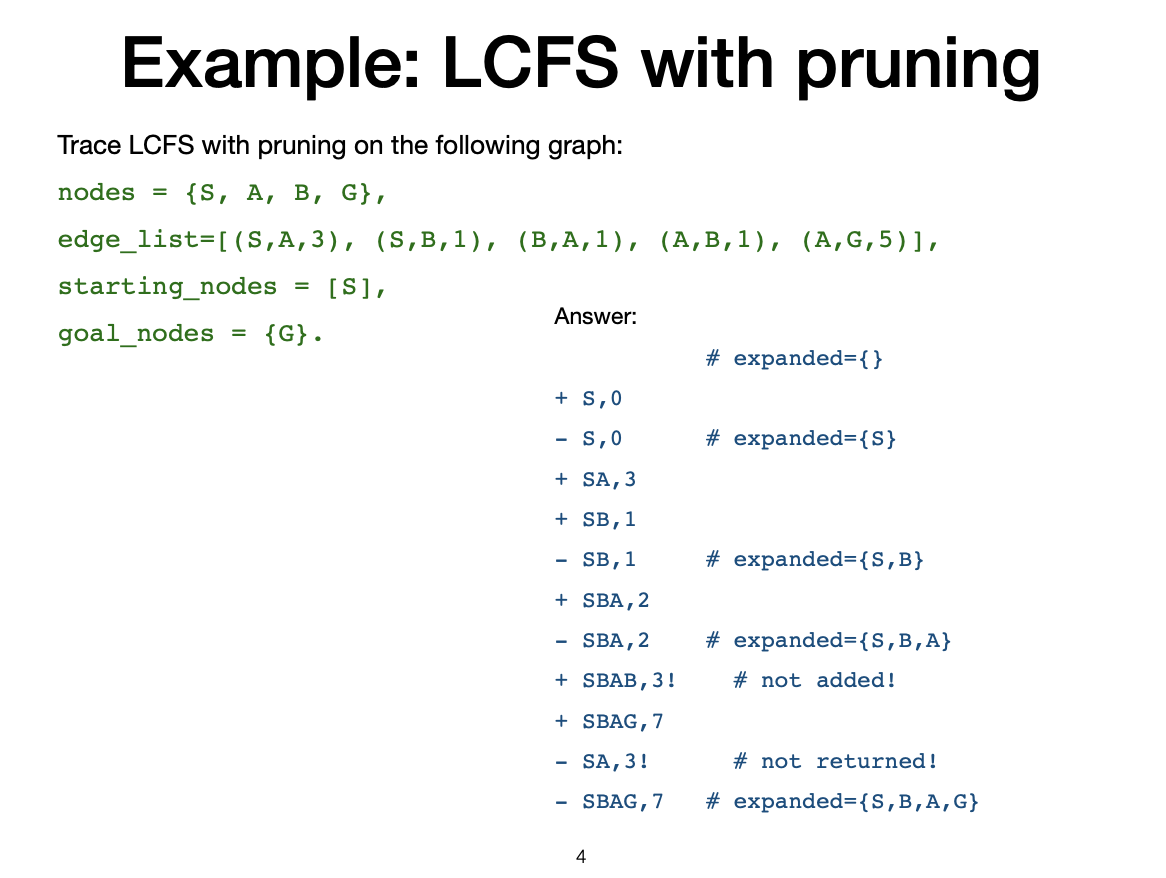 Example: LCFS with pruning
Trace LCFS with pruning on the following graph:
nodes = {S, A, B, G},
edge_list=[(S,A,3), (S,B,1), (B,A,1), (A,B,1), (A,G,5)],
starting_nodes = [S],
goal_nodes = {G}.
Answer:
# expanded={}
+ S,0
- S,0 # expanded={S}
+ SA,3
+ SB,1
- SB,1 # expanded={S,B}
+ SBA,2
- SBA,2 # expanded={S,B,A}
+ SBAB,3! # not added!
+ SBAG,7
- SA,3! # not returned!
- SBAG,7 # expanded={S,B,A,G}
4